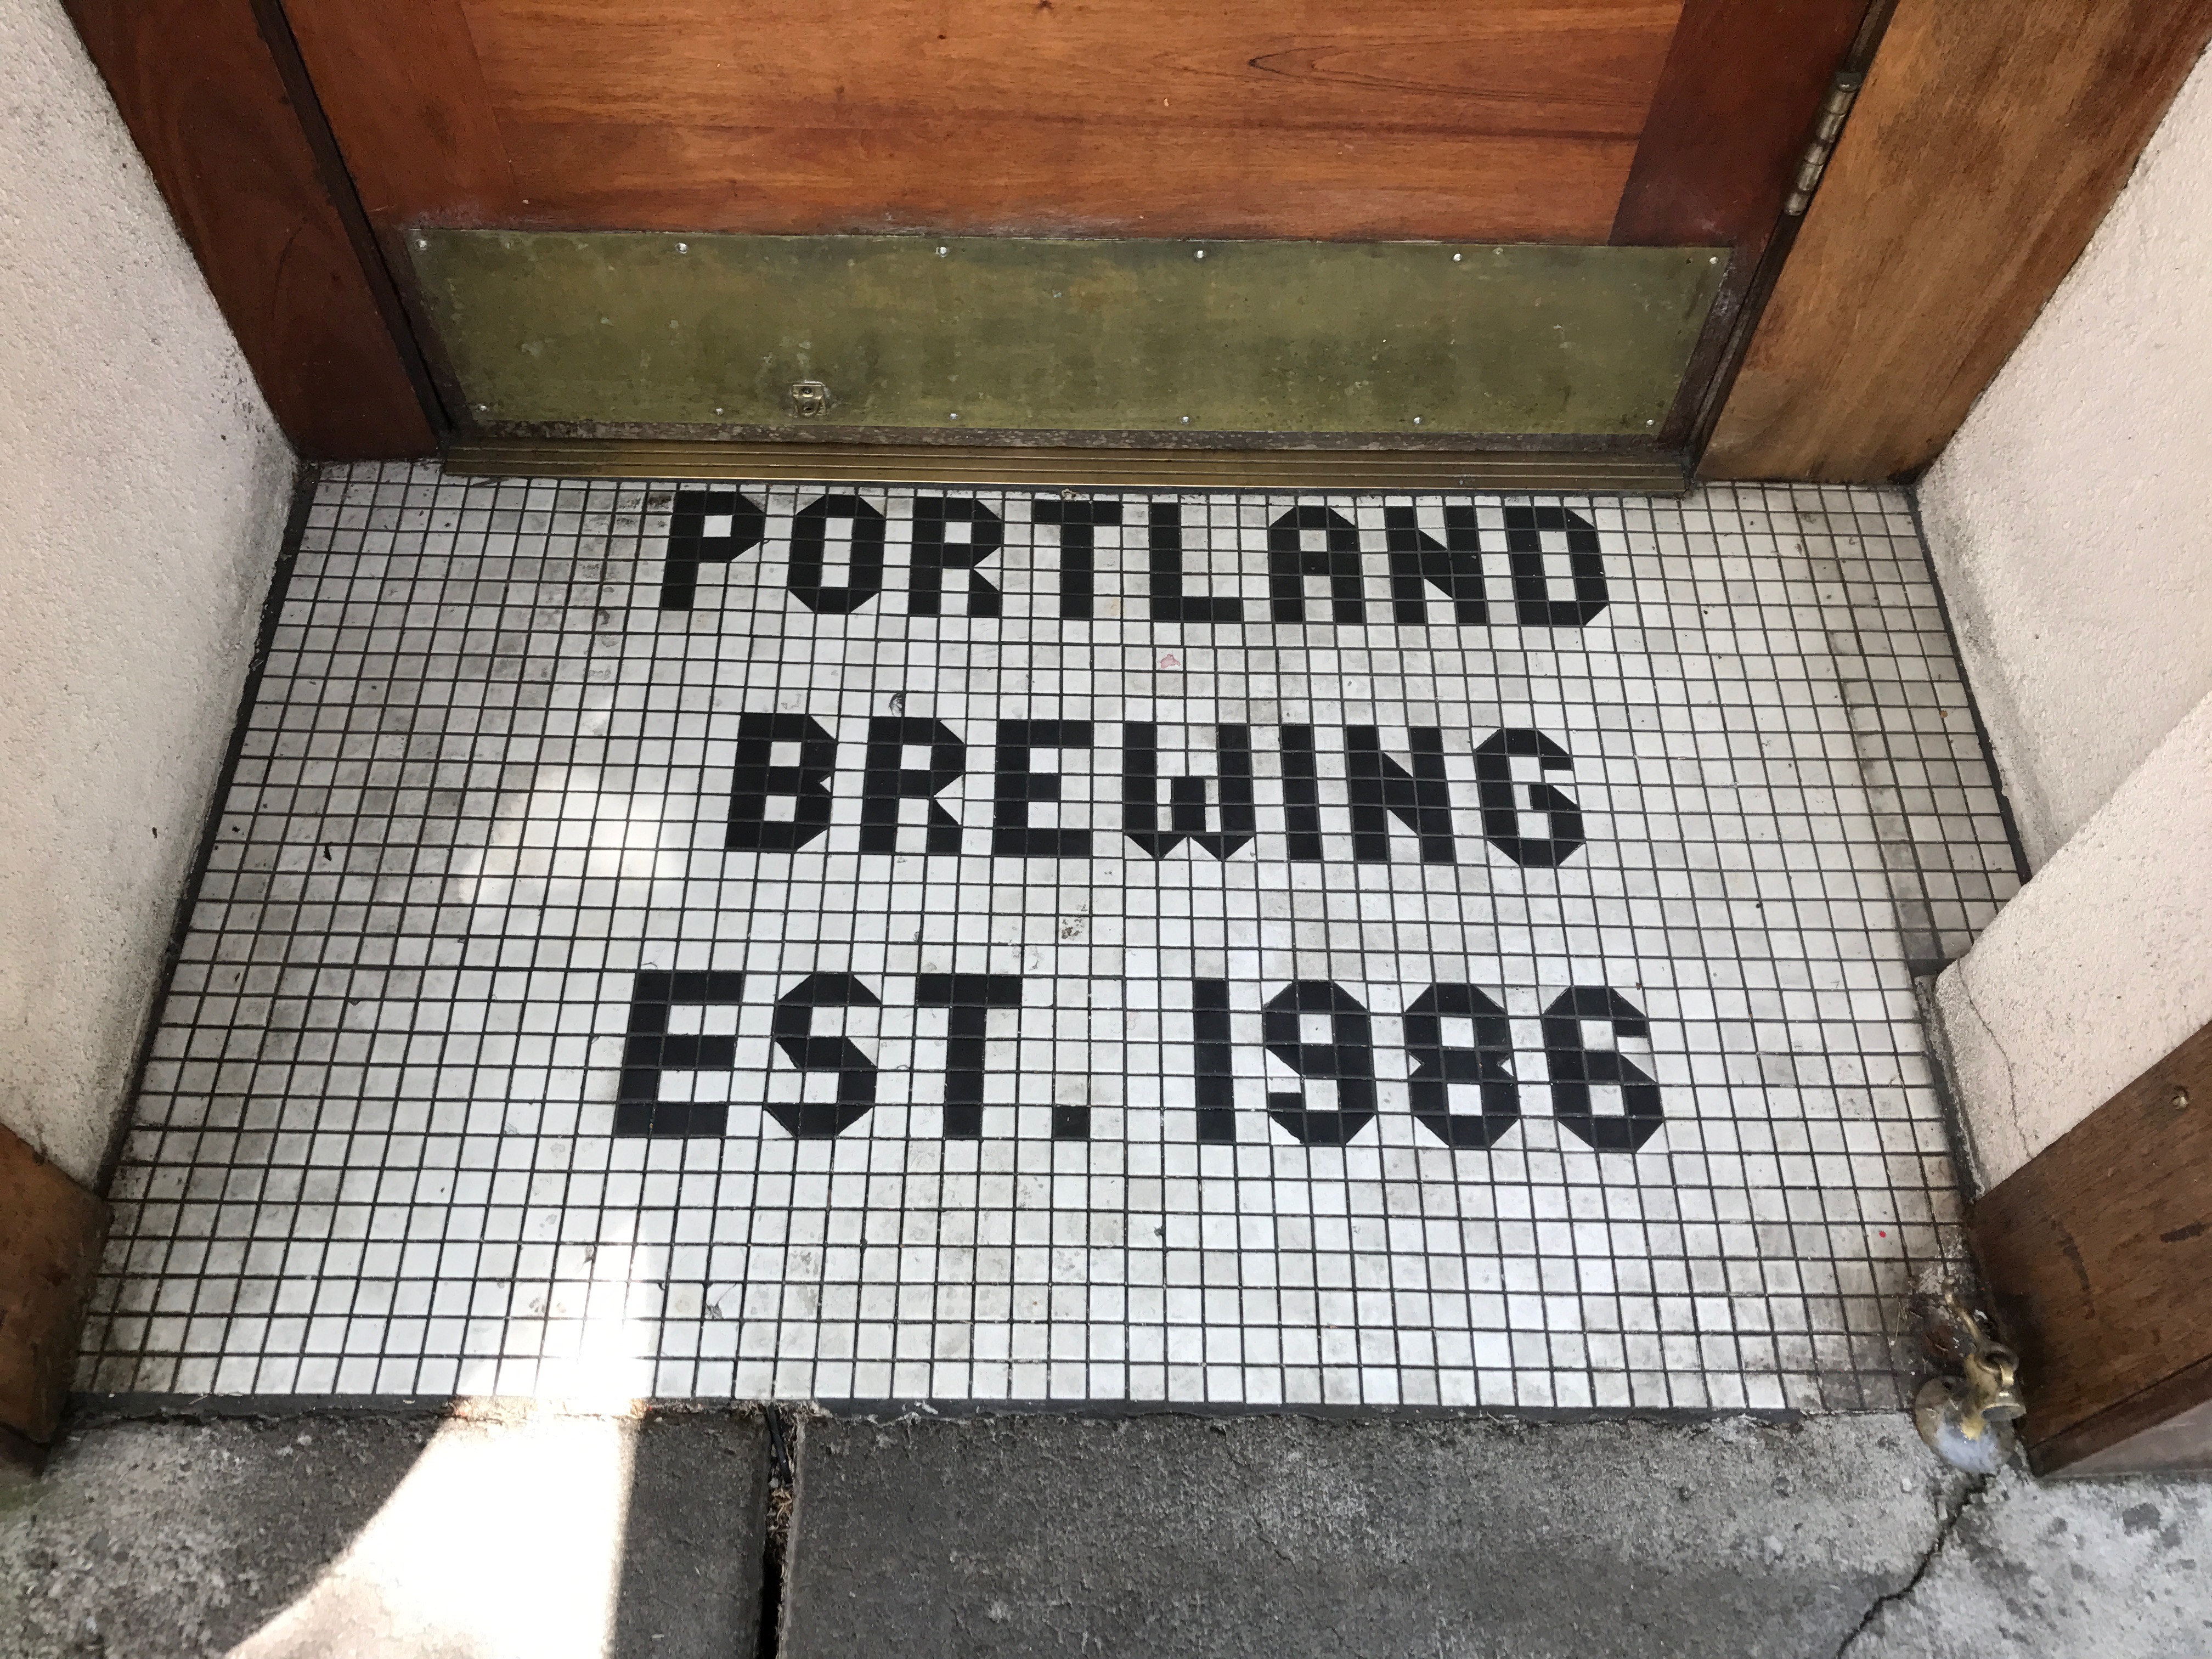 PORTLAND
BREWING
EST. 1986